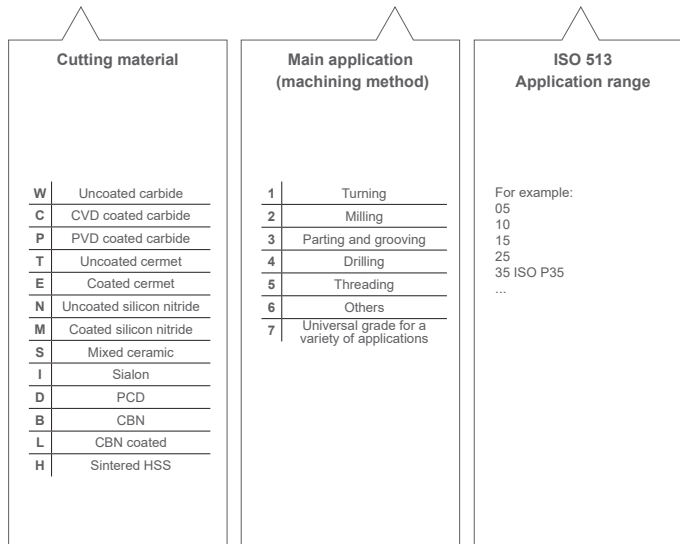 Cutting material
W Uncoated carbide
C CVD coated carbide
P PVD coated carbide
T Uncoated cermet
E Coated cermet
N Uncoated silicon nitride
M Coated silicon nitride
S Mixed ceramic
I Sialon
D PCD
B CBN
L CBN coated
H Sintered HSS
Main application
(machining method)
1 Turning
2 Milling
3 Parting and grooving
4 Drilling
5 Threading
6 Others
7 Universal grade for a
variety of applications
ISO 513
Application range
For example:
05
10
15
25
35 ISO P35
...